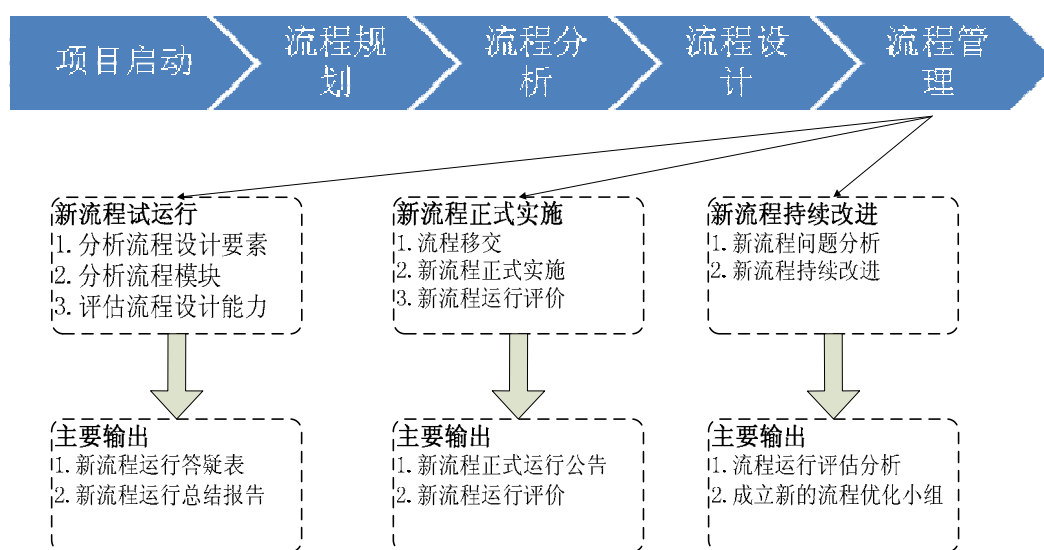 项目启动
流程规
划
流程分
析
流程设
计
流程管
理
新流程试运行
1.分析流程设计要素
2.分析流程模块
3.评估流程设计能力
新流程正式实施
1.流程移交
2.新流程正式实施
3.新流程运行评价
新流程持续改进
1.新流程问题分析
2.新流程持续改进
主要输出
1.新流程运行答疑表
2.新流程运行总结报告
主要输出
1.新流程正式运行公告
2.新流程运行评价
主要输出
1.流程运行评估分析
2.成立新的流程优化小组